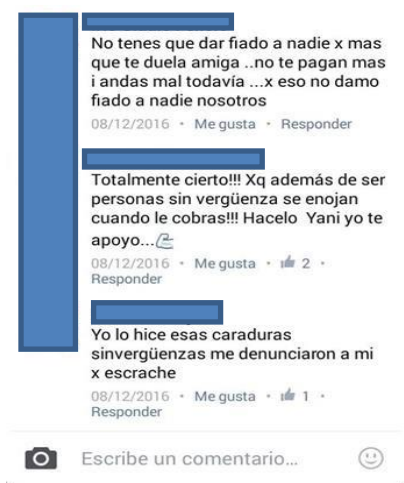 No tenes que dar fiado a nadie x mas
que te duela amiga ..no te pagan mas
i andas mal todavía ...x eso no damo
fiado a nadie nosotros
08/12/2016 • Me gusta • Responder
Totalmente cierto!!! Xq además de ser
personas sin vergüenza se enojan
cuando le cobras!!! Hacelo Yani yo te
apoyo...
08/12/2016 • Me gusta • 2 •
Responder
Yo lo hice esas caraduras
sinvergüenzas me denunciaron a mi
x escrache
08/12/2016 • Me gusta • 1 •
Responder
Escribe un comentario...